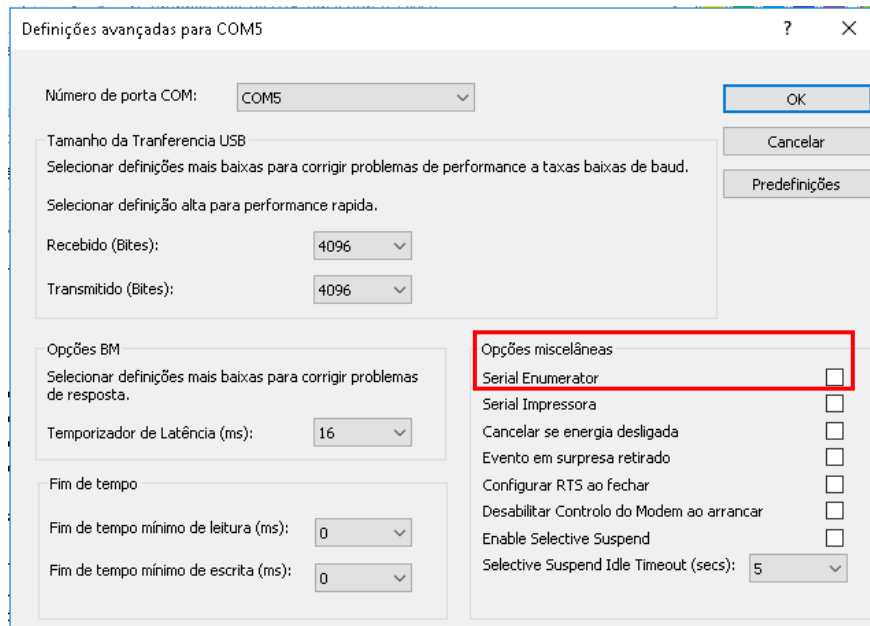 Definições avançadas para COM5
?
Número de porta COM:
COM5
OK
Cancelar
Predefinições
Tamanho da Tranferencia USB
Selecionar definições mais baixas para corrigir problemas de performance a taxas baixas de baud.
Selecionar definição alta para performance rapida.
Recebido (Bites):
4096
Transmitido (Bites):
4096
Opções BM
Selecionar definições mais baixas para corrigir problemas
de resposta.
Temporizador de Latência (ms):
16
Fim de tempo
Fim de tempo mínimo de leitura (ms):
0
Fim de tempo mínimo de escrita (ms):
0
Opções miscelâneas
Serial Enumerator
Serial Impressora
Cancelar se energia desligada
Evento em surpresa retirado
Configurar RTS ao fechar
Desabilitar Controlo do Modem ao arrancar
Enable Selective Suspend
Selective Suspend Idle Timeout (secs):
5